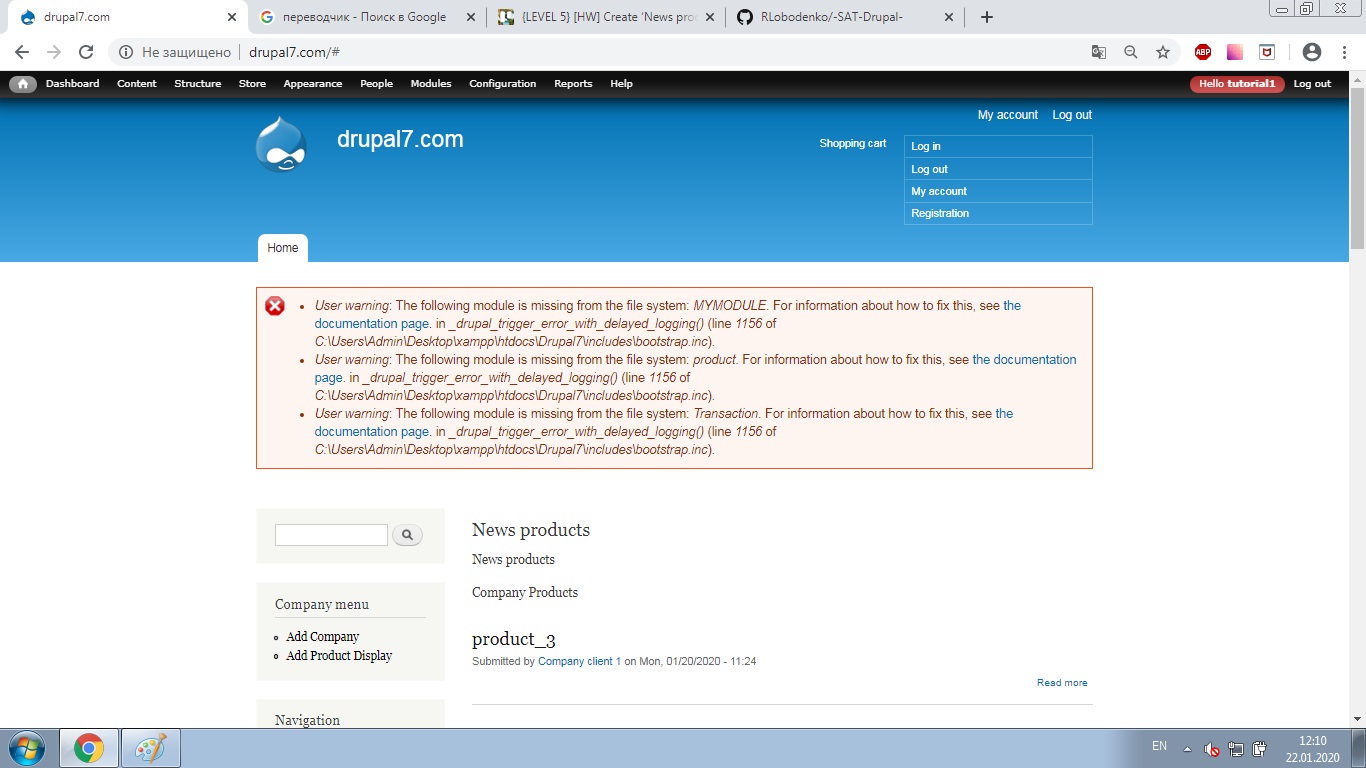 drupal7.com
переводчик - Поиск в Google
{LEVEL 5} [HW] Create 'News pro
RLobodenko/-SAT-Drupal-
Не защищено
drupal7.com/#
ABP
Dashboard Content Structure Store Appearance People Modules Configuration Reports Help
Hello tutorial1 Log out
My account Log out
drupal7.com
Shopping cart
Log in
Log out
My account
Registration
Home
User warning: The following module is missing from the file system: MYMODULE. For information about how to fix this, see the
documentation page. in _drupal_trigger_error_with_delayed_logging() (line 1156 of
C:\Users\Admin\Desktop\xampp\htdocs\Drupal7\includes\bootstrap.inc).
User warning: The following module is missing from the file system: product. For information about how to fix this, see the documentation
page. in _drupal_trigger_error_with_delayed_logging() (line 1156 of
C:\Users\Admin\Desktop\xampp\htdocs\Drupal7\includes\bootstrap.inc).
User warning: The following module is missing from the file system: Transaction. For information about how to fix this, see the
documentation page. in _drupal_trigger_error_with_delayed_logging() (line 1156 of
C:\Users\Admin\Desktop\xampp\htdocs\Drupal7\includes\bootstrap.inc).
Company menu
Add Company
Add Product Display
Navigation
News products
News products
Company Products
product_3
Submitted by Company client 1 on Mon, 01/20/2020 - 11:24
Read more
EN
12:10
22.01.2020